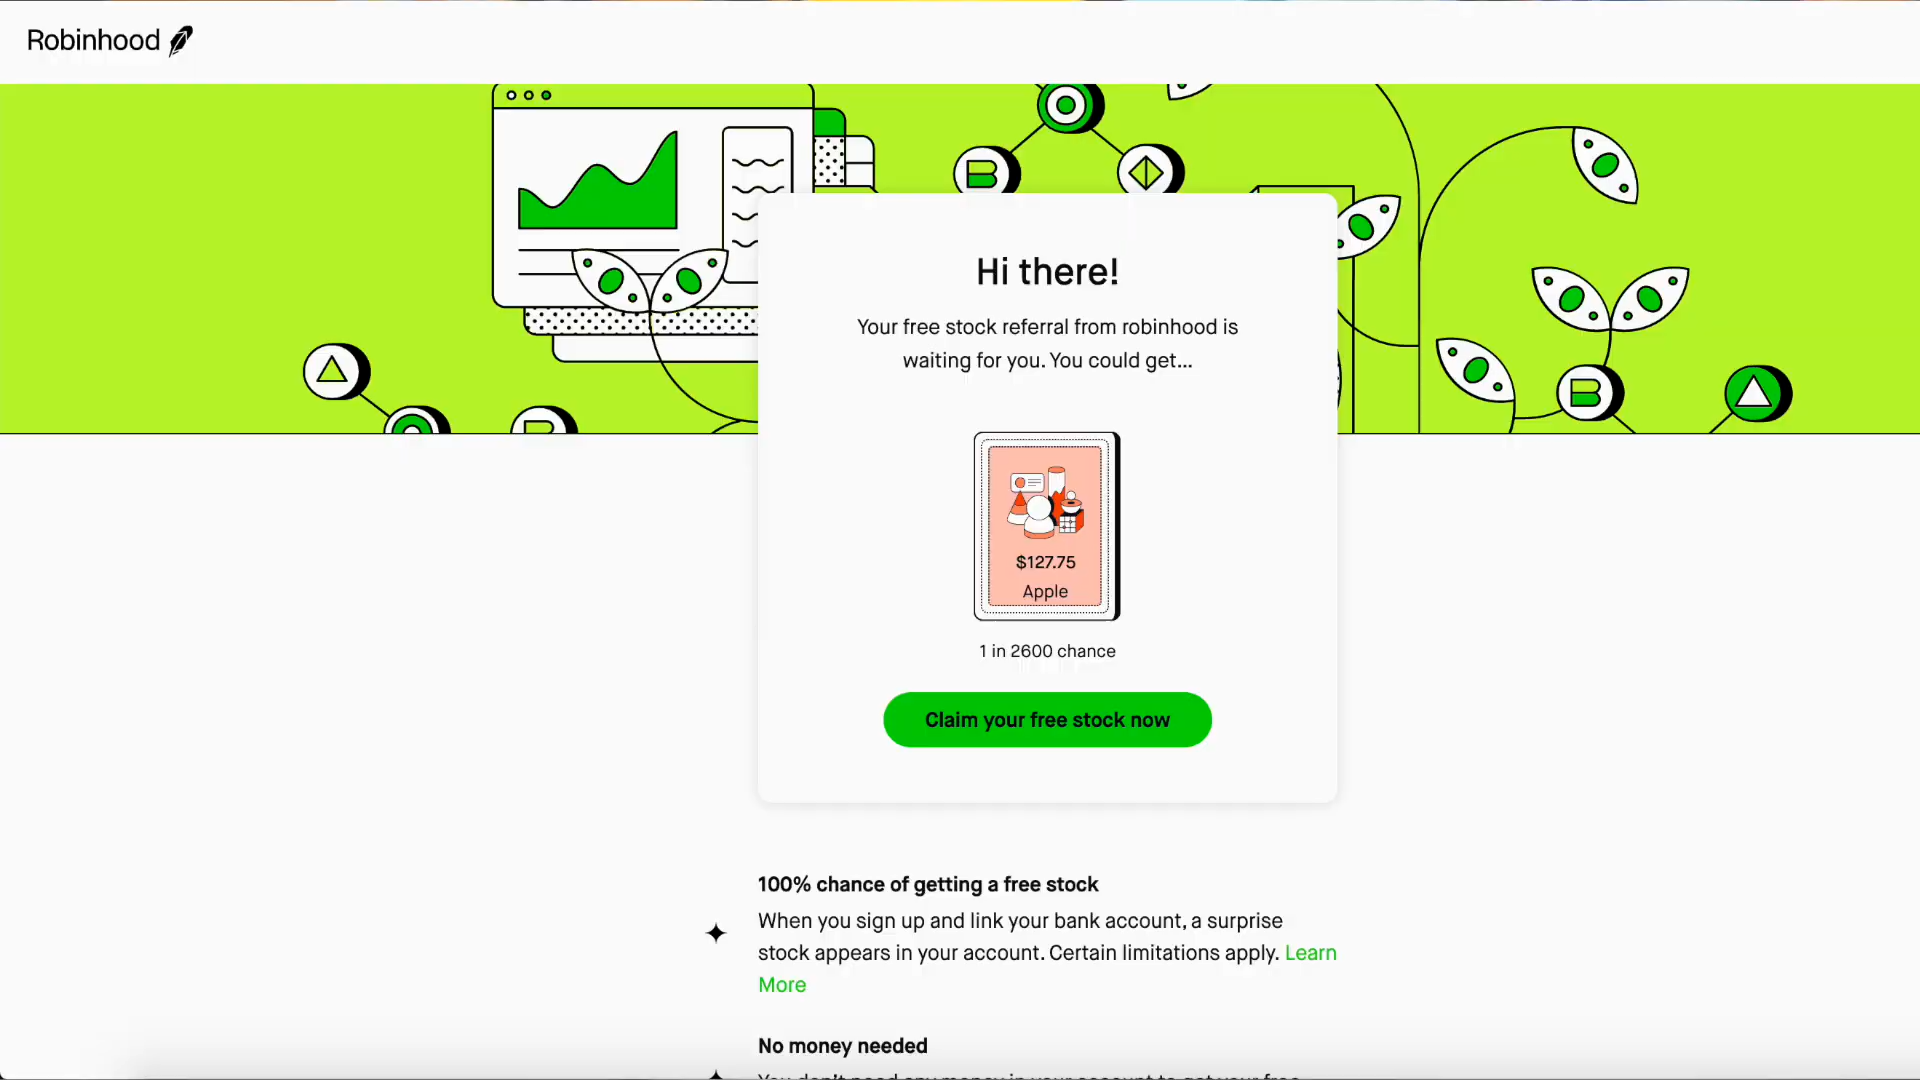 Robinhood
Hi there!
Your free stock referral from robinhood is
waiting for you. You could get...
$127.75
Apple
1 in 2600 chance
Claim your free stock now
100% chance of getting a free stock
When you sign up and link your bank account, a surprise
stock appears in your account. Certain limitations apply. Learn
More
No money needed